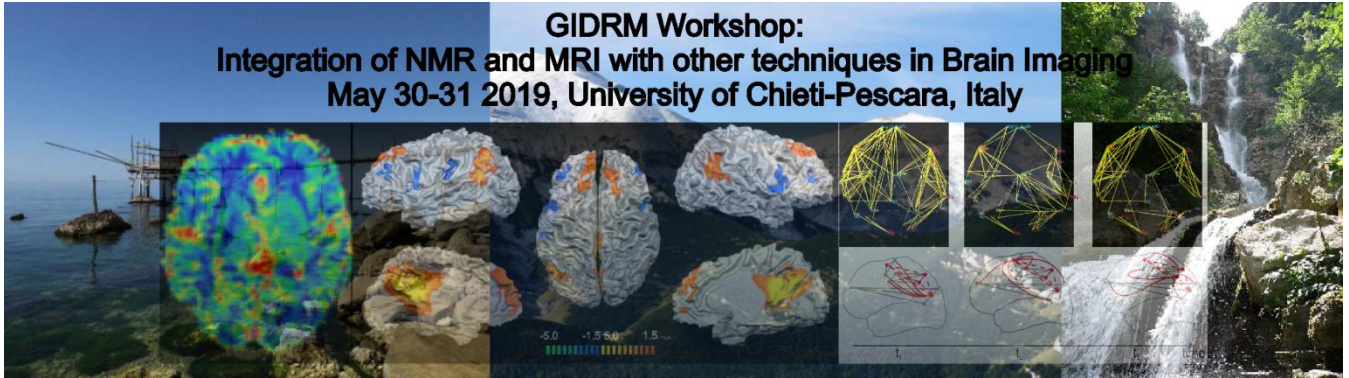 GIDRM Workshop:
Integration of NMR and MRI with other techniques in Brain Imaging
May 30-31 2019, University of Chieti-Pescara, Italy
-5.0 -1.5 5.0 1.5